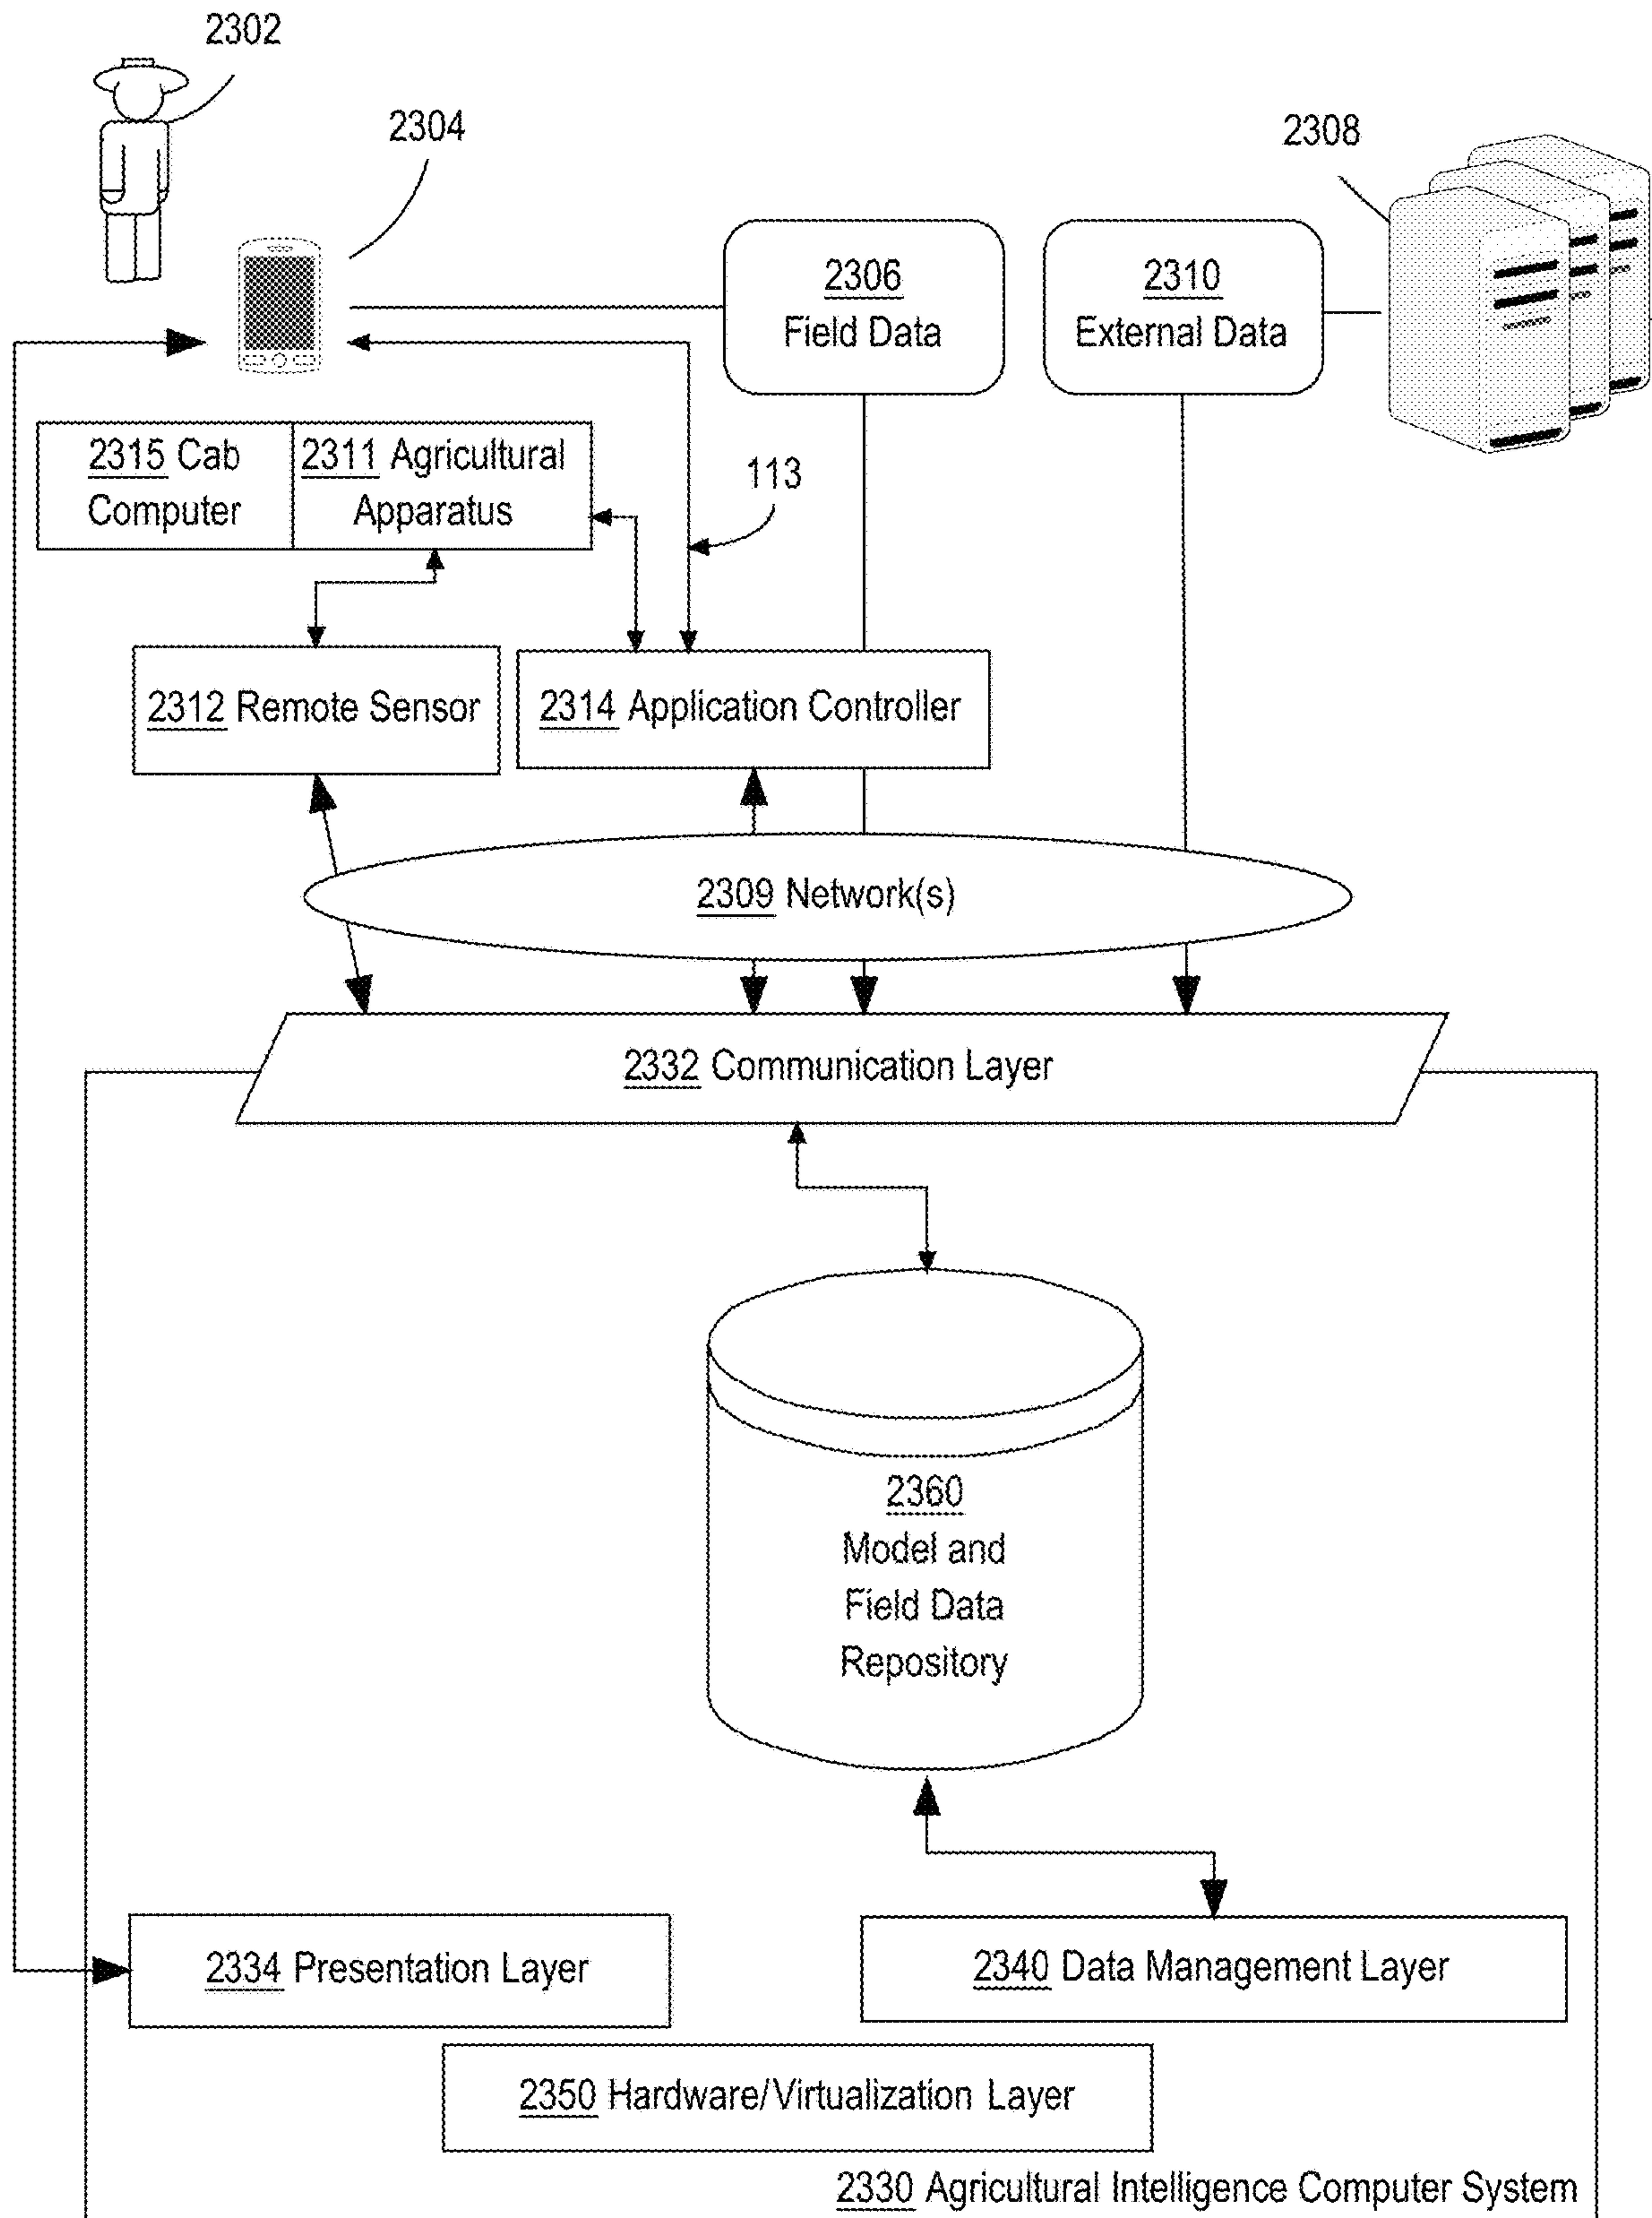 2302
2304
2308
2306
Field Data
2310
External Data
2315 Cab
Computer
2311 Agricultural
Apparatus
113
2312 Remote Sensor
2314 Application Controller
2309 Network(s)
2332 Communication Layer
2360
Model and
Field Data
Repository
2334 Presentation Layer
2340 Data Management Layer
2350 Hardware/Virtualization Layer
2330 Agricultural Intelligence Computer System